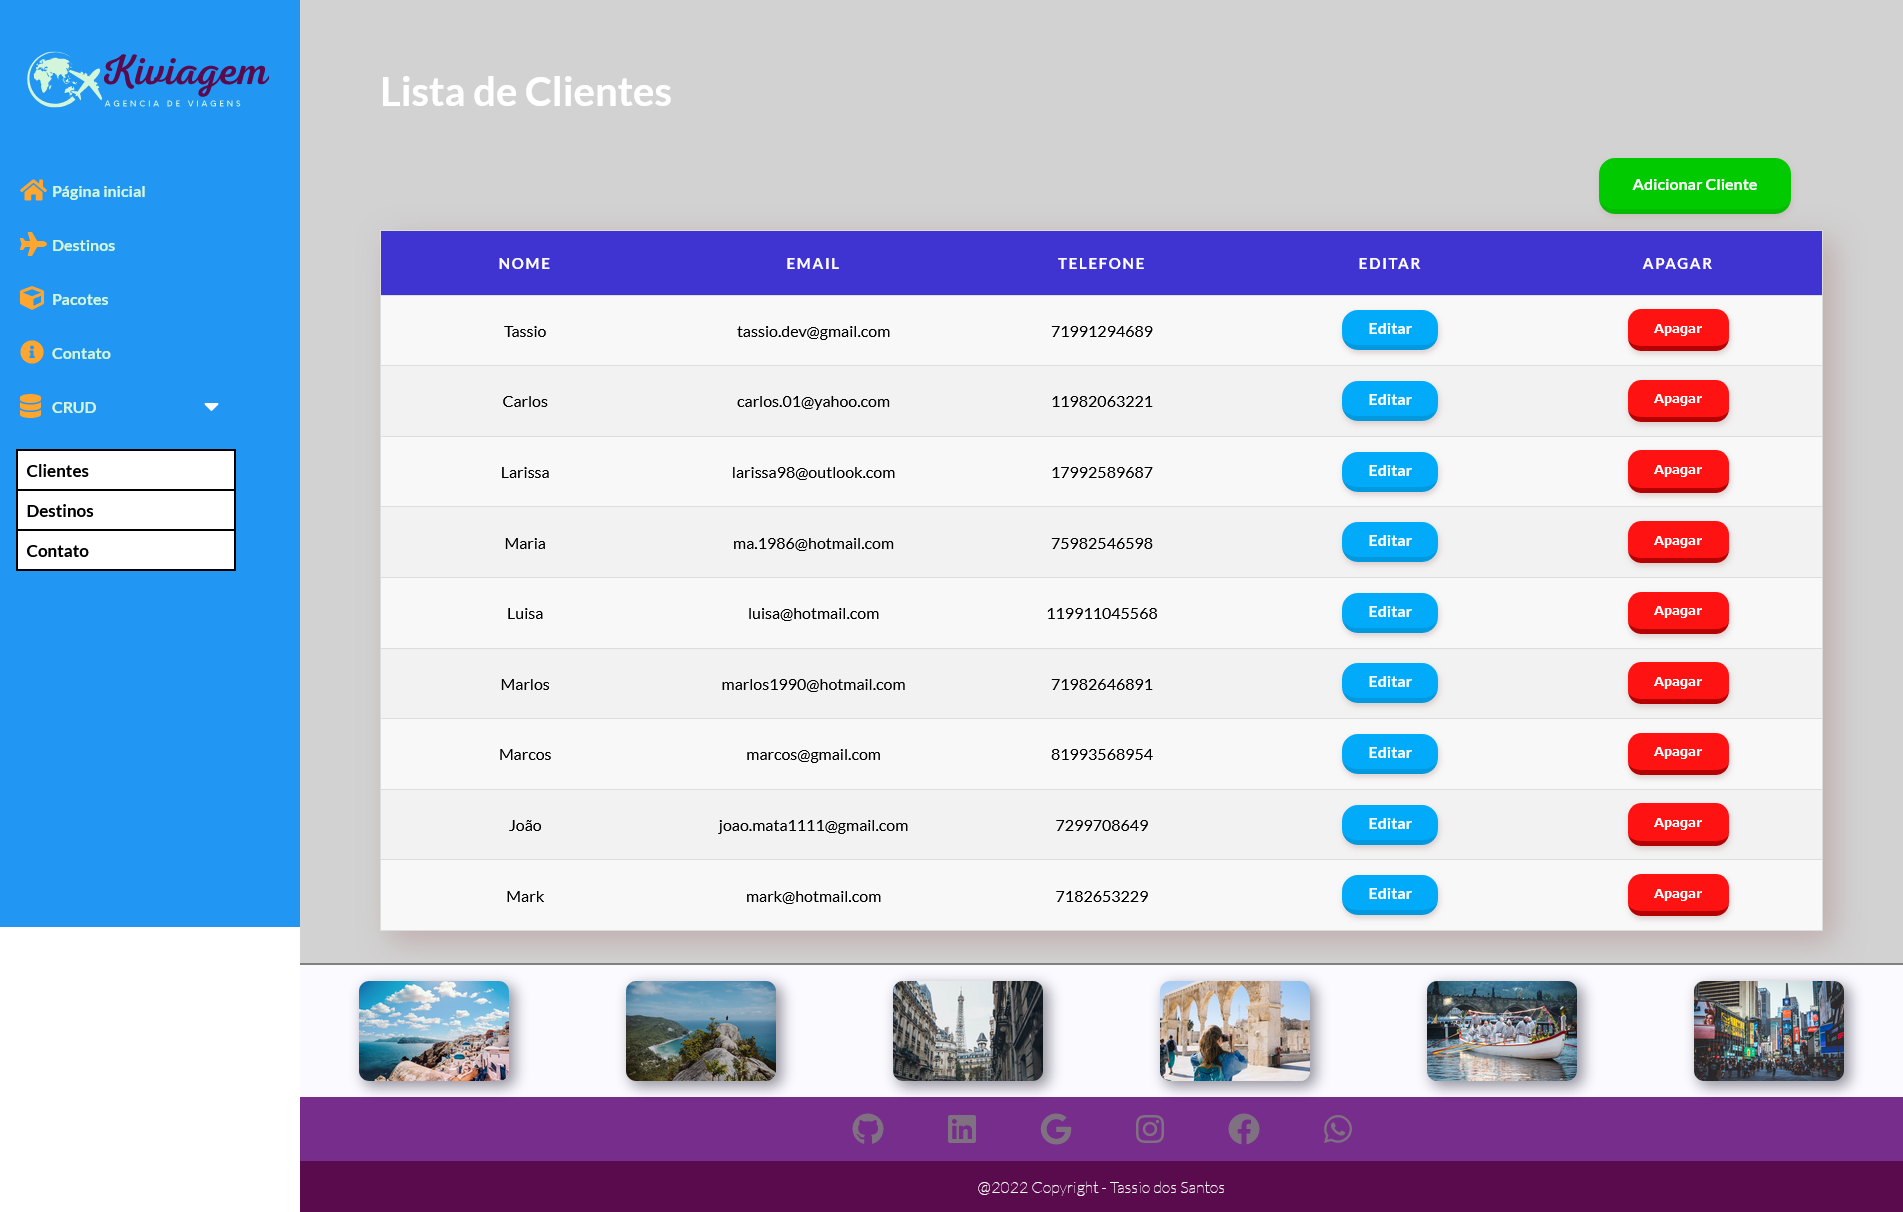 Kiviagem
AGENCIA DE VIAGENS
Página inicial
Destinos
Pacotes
Contato
CRUD
Clientes
Destinos
Contato
Lista de Clientes
Adicionar Cliente
NOME EMAIL TELEFONE EDITAR APAGAR
Tassio tassio.dev@gmail.com 71991294689 Editar Apagar
Carlos carlos.01@yahoo.com 11982063221 Editar Apagar
Larissa larissa98@outlook.com 17992589687 Editar Apagar
Maria ma.1986@hotmail.com 75982546598 Editar Apagar
Luisa luisa@hotmail.com 119911045568 Editar Apagar
Marlos marlos1990@hotmail.com 71982646891 Editar Apagar
Marcos marcos@gmail.com 81993568954 Editar Apagar
João joao.mata1111@gmail.com 7299708649 Editar Apagar
Mark mark@hotmail.com 7182653229 Editar Apagar
@2022 Copyright - Tassio dos Santos